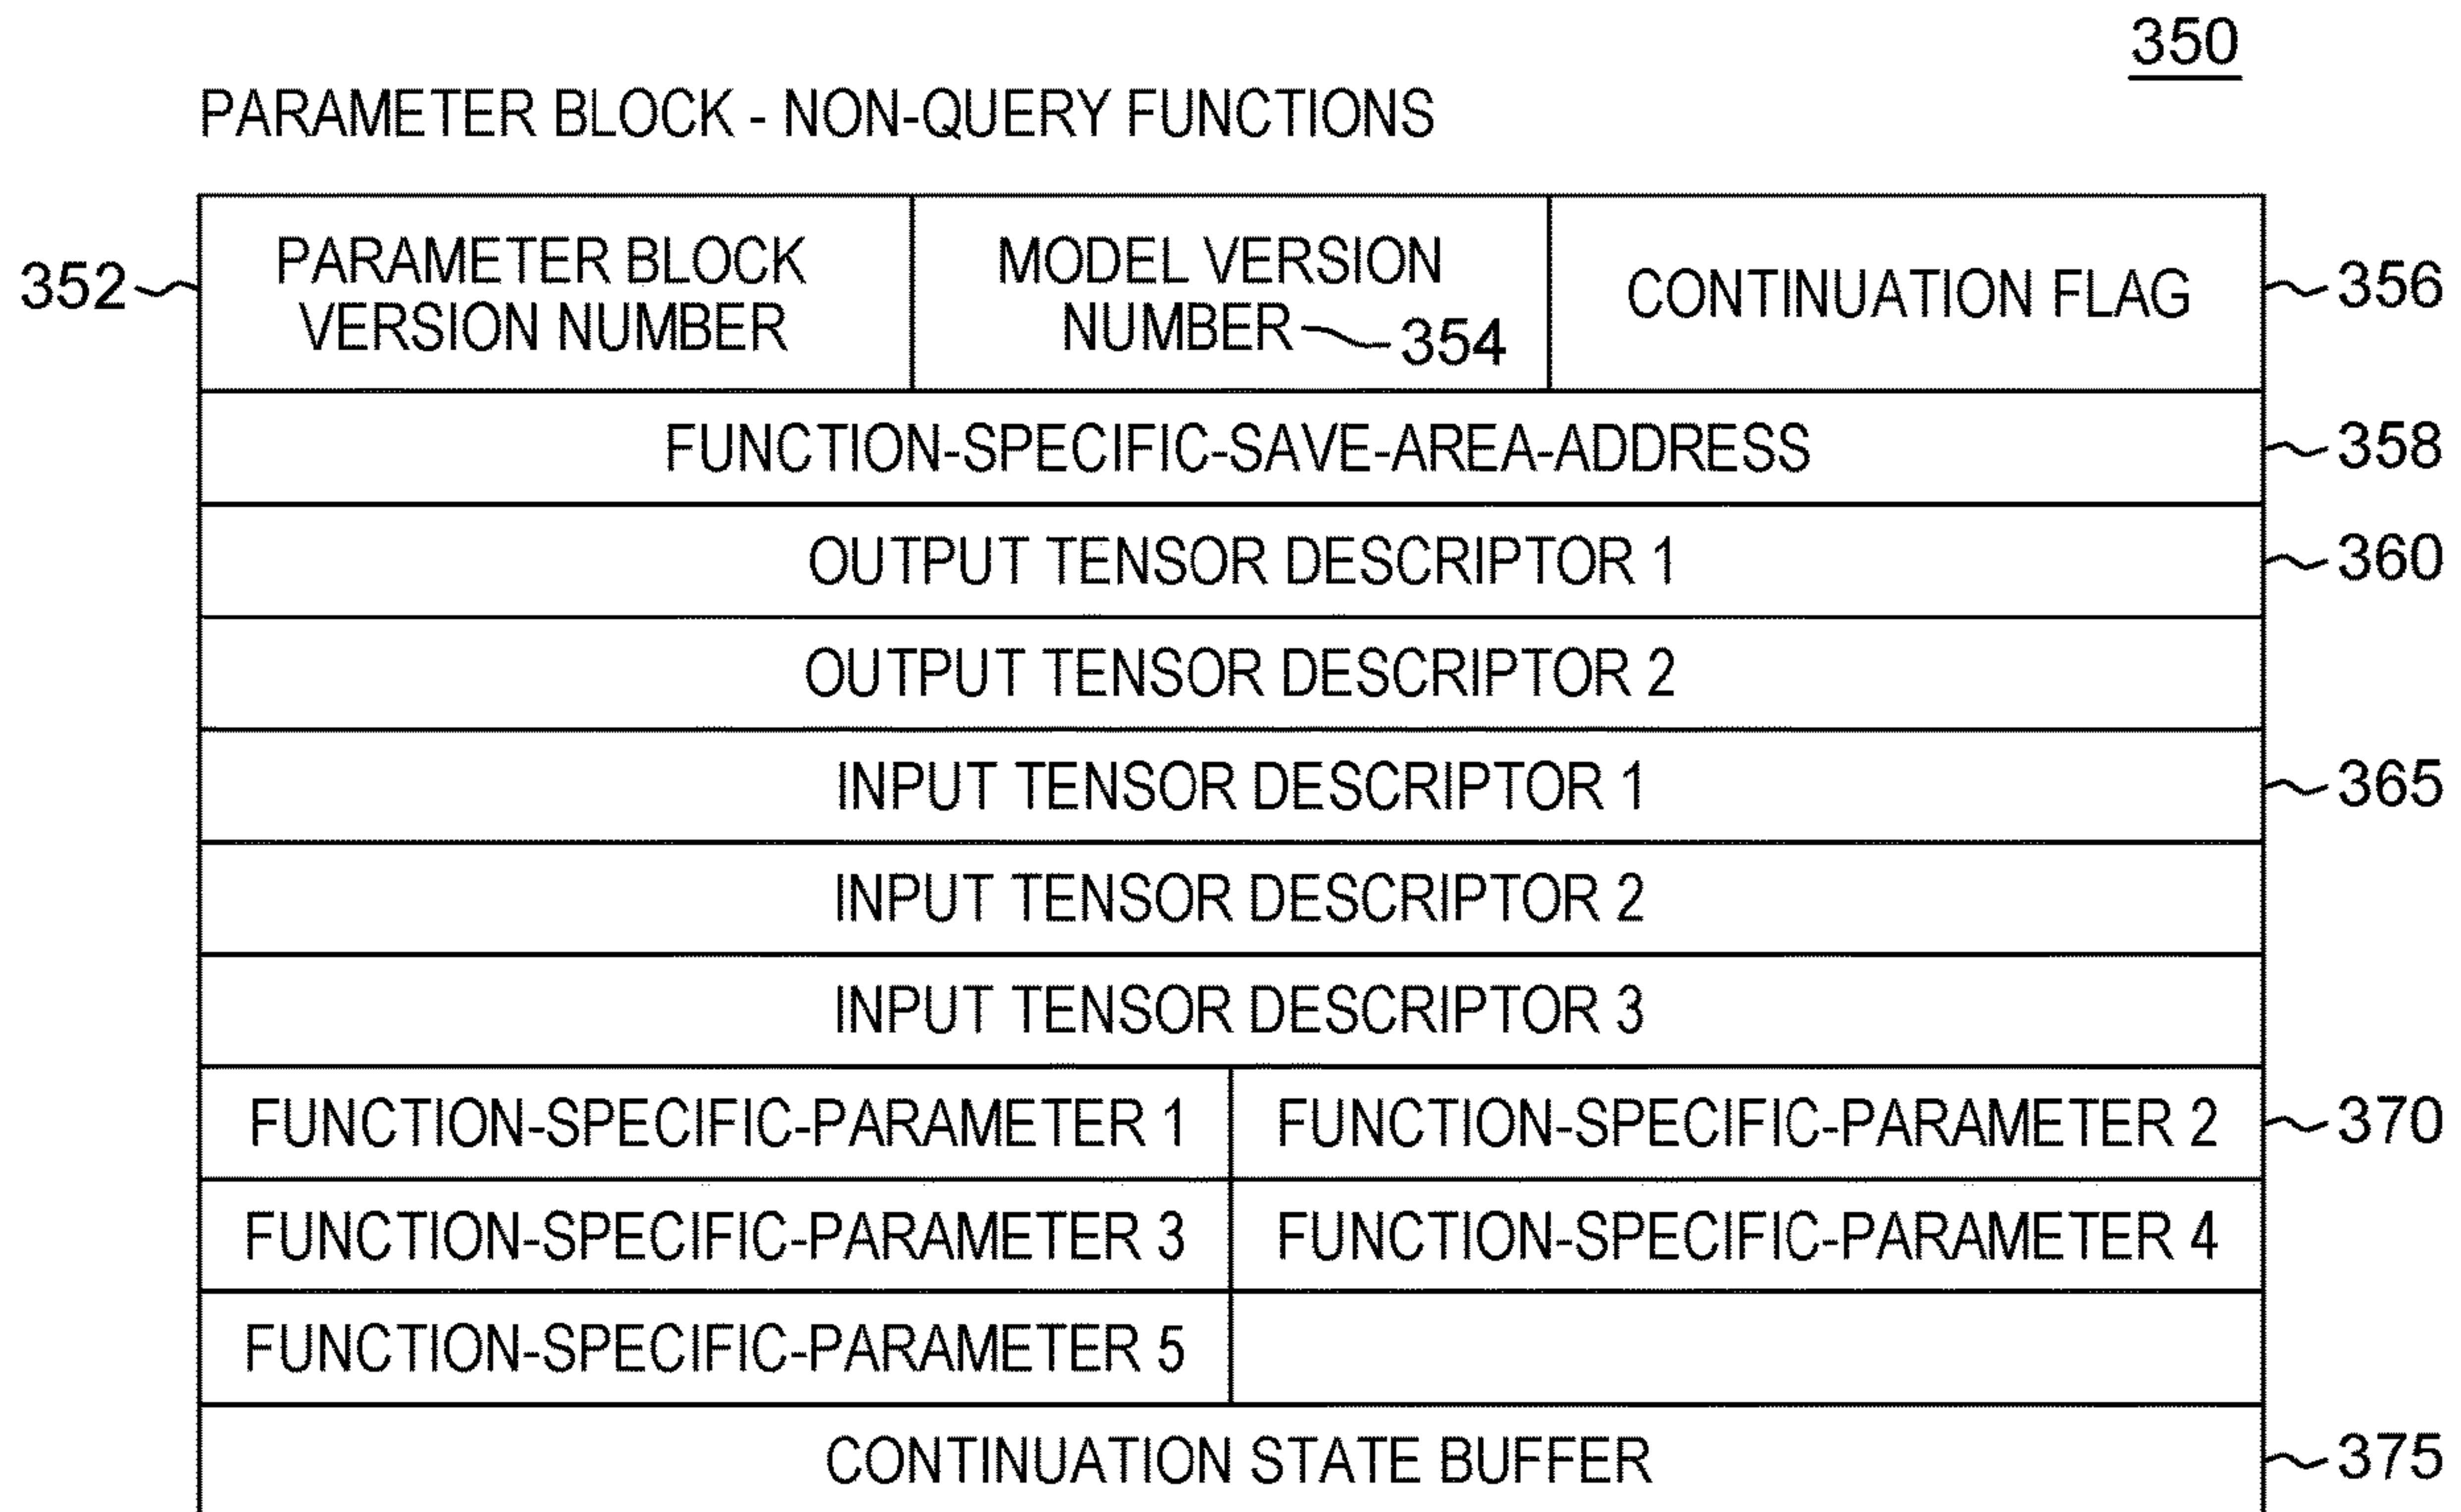 350
PARAMETER BLOCK - NON-QUERY FUNCTIONS
352
PARAMETER BLOCK
VERSION NUMBER
MODEL VERSION
NUMBER
354
CONTINUATION FLAG
356
FUNCTION-SPECIFIC-SAVE-AREA-ADDRESS
358
OUTPUT TENSOR DESCRIPTOR 1
360
OUTPUT TENSOR DESCRIPTOR 2
INPUT TENSOR DESCRIPTOR 1
365
INPUT TENSOR DESCRIPTOR 2
INPUT TENSOR DESCRIPTOR 3
FUNCTION-SPECIFIC-PARAMETER 1
FUNCTION-SPECIFIC-PARAMETER 2
370
FUNCTION-SPECIFIC-PARAMETER 3
FUNCTION-SPECIFIC-PARAMETER 4
FUNCTION-SPECIFIC-PARAMETER 5
CONTINUATION STATE BUFFER
375